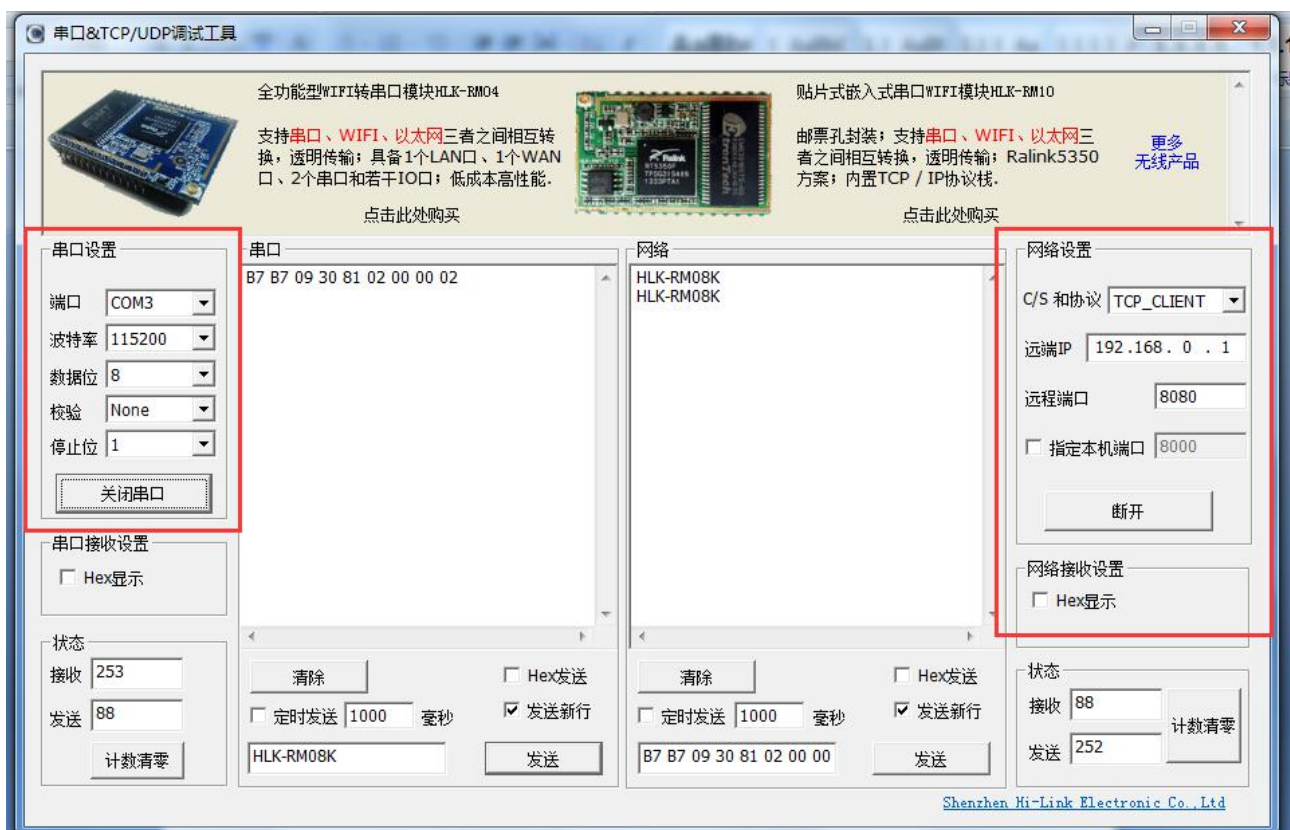 串口&TCP/UDP调试工具
全功能型WIFI转串口模块HLK-RM04
支持串口、WIFI、以太网三者之间相互转
换，透明传输；具备1个LAN口、1个WAN
口、2个串口和若干IO口；低成本高性能.
点击此处购买
Ralink
贴片式嵌入式串口WIFI模块HLK-RM10
邮票孔封装；支持串口、WIFI、以太网三
者之间相互转换，透明传输；Ralink5350
方案；内置TCP / IP协议栈.
点击此处购买
更多
无线产品
串口设置
端口 COM3
波特率 115200
数据位 8
校验 None
停止位 1
关闭串口
串口接收设置
Hex显示
状态
接收 253
发送 88
计数清零
串口
B7 B7 09 30 81 02 00 00 02
清除
Hex发送
定时发送 1000 毫秒
发送新行
HLK-RM08K
发送
网络
HLK-RM08K
HLK-RM08K
清除
Hex发送
定时发送 1000 毫秒
发送新行
B7 B7 09 30 81 02 00 00
发送
网络设置
C/S 和协议 TCP_CLIENT
远端IP 192.168. 0 . 1
远程端口 8080
指定本机端口 8000
断开
网络接收设置
Hex显示
状态
接收 88
发送 252
计数清零
Shenzhen Hi-Link Electronic Co.,Ltd